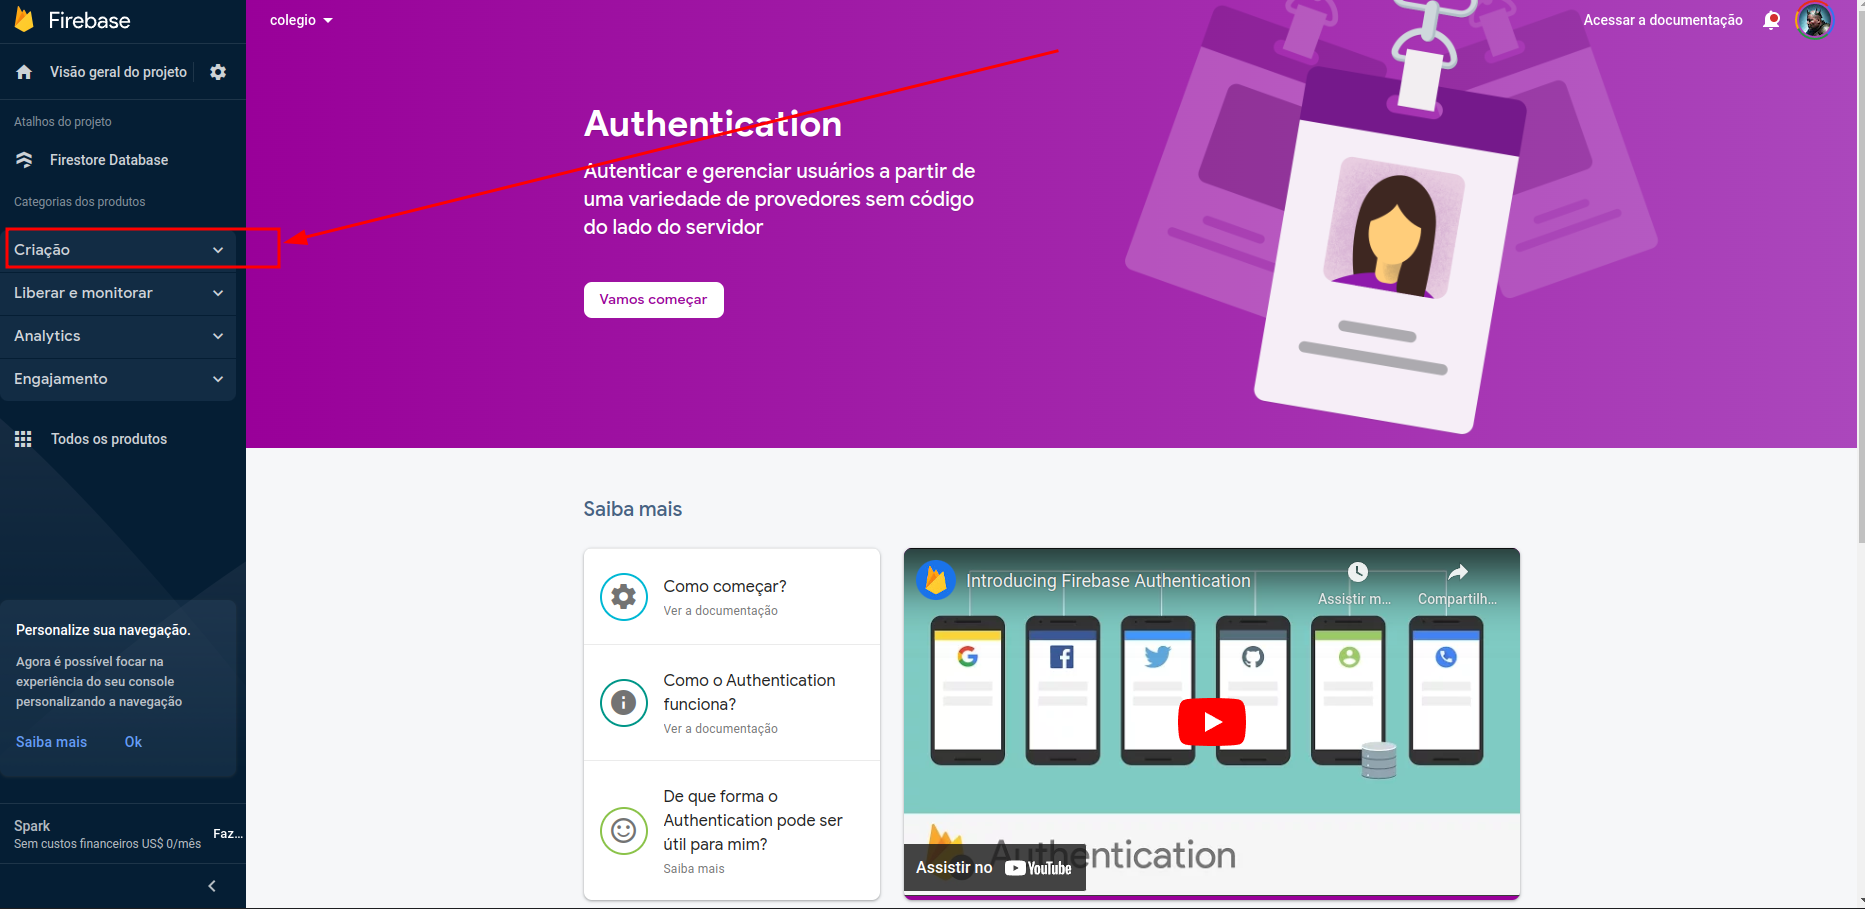 Firebase
colegio
Acessar a documentação
Visão geral do projeto
Atalhos do projeto
Firestore Database
Categorias dos produtos
Criação
Liberar e monitorar
Analytics
Engajamento
Todos os produtos
Personalize sua navegação.
Agora é possível focar na
experiência do seu console
personalizando a navegação
Saiba mais
Ok
Spark
Sem custos financeiros US$ 0/mês
Faz...
Authentication
Autenticar e gerenciar usuários a partir de
uma variedade de provedores sem código
do lado do servidor
Vamos começar
Saiba mais
Como começar?
Ver a documentação
Como o Authentication
funciona?
Ver a documentação
De que forma o
Authentication pode ser
útil para mim?
Saiba mais
Introducing Firebase Authentication
Assistir m...
Compartilh...
Authentication
Assistir no YouTube